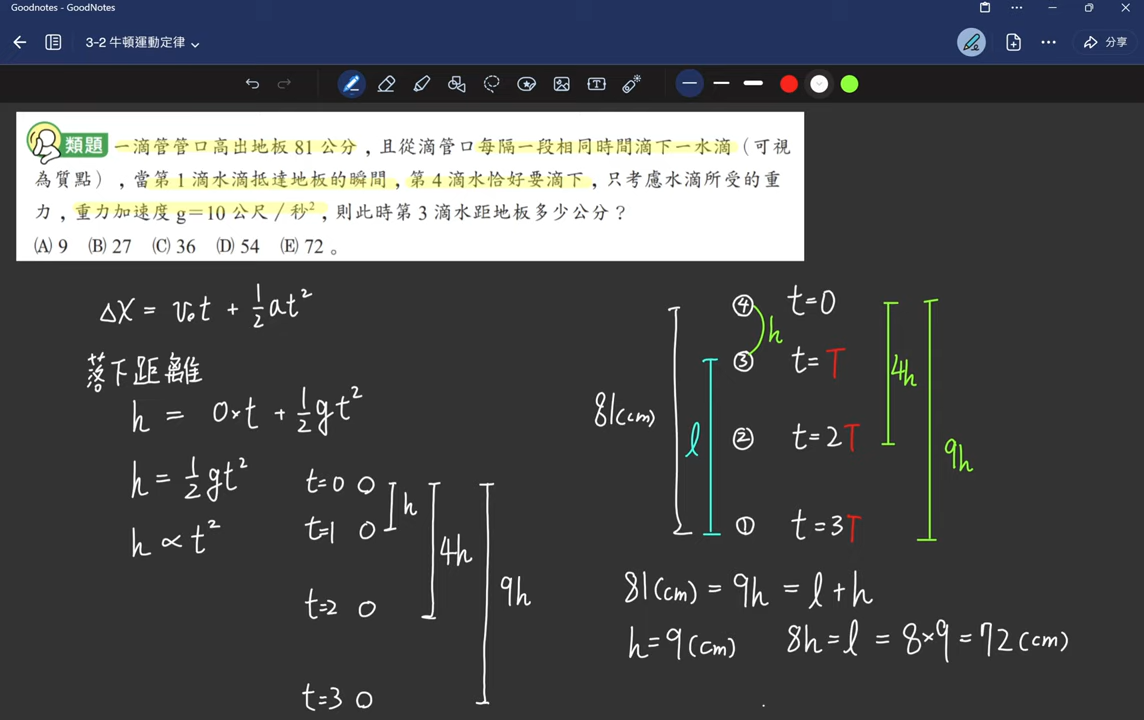 Goodnotes - GoodNotes
3-2 牛頓運動定律
分享
類題 一滴管管口高出地板 81 公分，且從滴管口每隔一段相同時間滴下一水滴（可視
為質點），當第 1 滴水滴抵達地板的瞬間，第 4 滴水恰好要滴下，只考慮水滴所受的重
力，重力加速度 g＝10 公尺／秒²，則此時第 3 滴水距地板多少公分？
(A) 9 (B) 27 (C) 36 (D) 54 (E) 72 。
ΔX = v₀t + 1/2 at²
落下距離
h = 0×t + 1/2 gt²
h = 1/2 gt²
h ∝ t²
t=0
t=1
t=2
t=3
h
4h
9h
④ t=0
h
③ t=T
② t=2T
① t=3T
81(cm)
l
4h
9h
81(cm) = 9h = l + h
h = 9(cm) 8h = l = 8×9 = 72(cm)